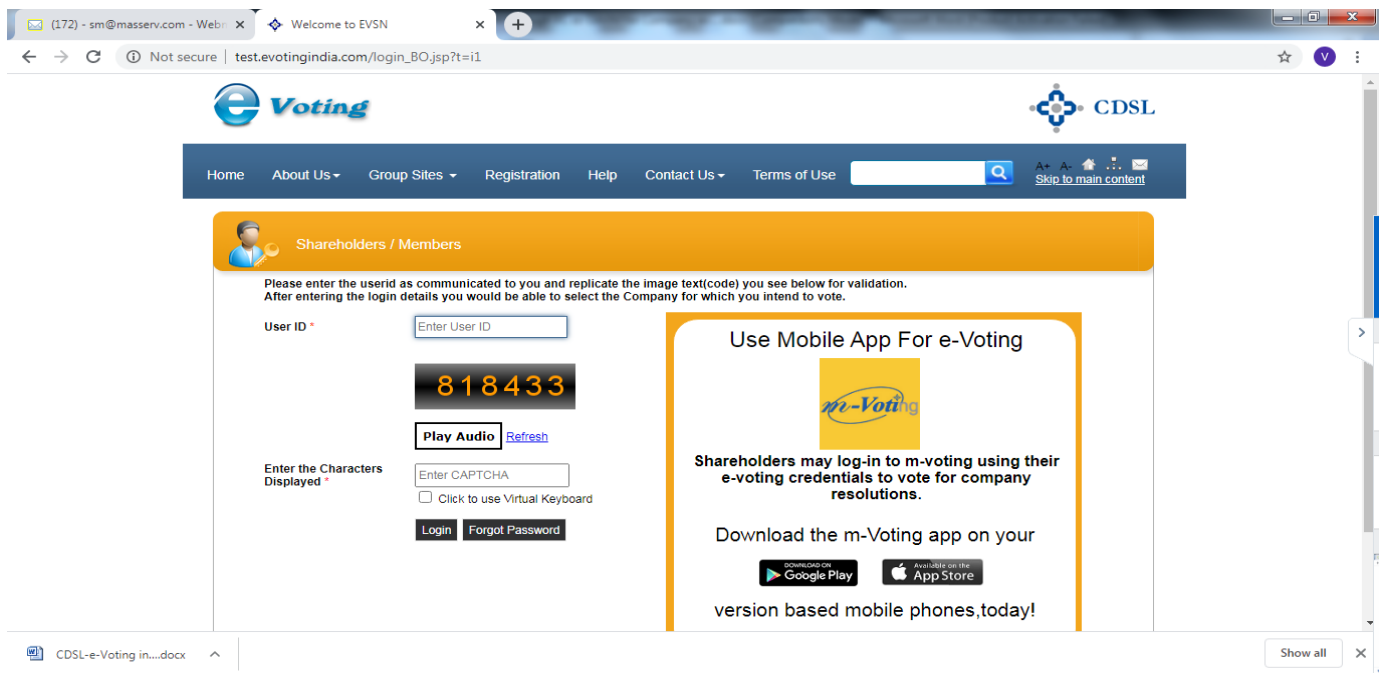 (172) - sm@masserv.com - Webn
Welcome to EVSN
Not secure | test.evotingindia.com/login_BO.jsp?t=i1
V
e Voting
CDSL
Home About Us Group Sites Registration Help Contact Us Terms of Use
A+ A-
Skip to main content
Shareholders / Members
Please enter the userid as communicated to you and replicate the image text(code) you see below for validation.
After entering the login details you would be able to select the Company for which you intend to vote.
User ID *
Enter User ID
818433
Play Audio Refresh
Enter the Characters
Displayed *
Enter CAPTCHA
Click to use Virtual Keyboard
Login Forgot Password
Use Mobile App For e-Voting
m-Voting
Shareholders may log-in to m-voting using their
e-voting credentials to vote for company
resolutions.
Download the m-Voting app on your
DOWNLOAD ON
Google Play
Available on the
App Store
version based mobile phones,today!
CDSL-e-Voting in....docx
Show all